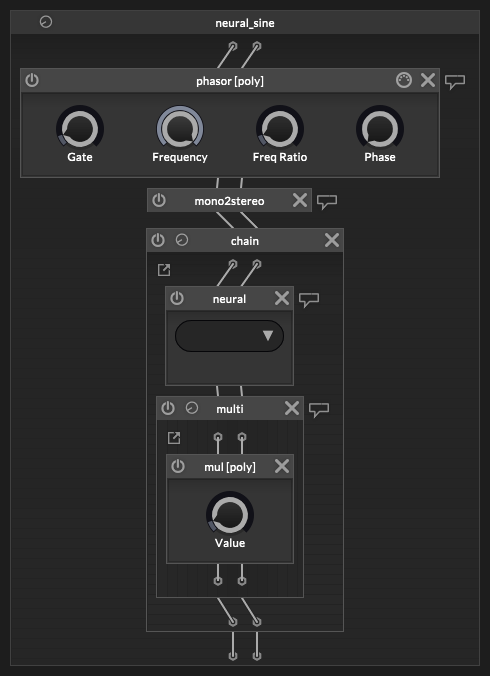 neural_sine
phasor [poly]
Gate Frequency Freq Ratio Phase
mono2stereo
chain
neural
multi
mul [poly]
Value